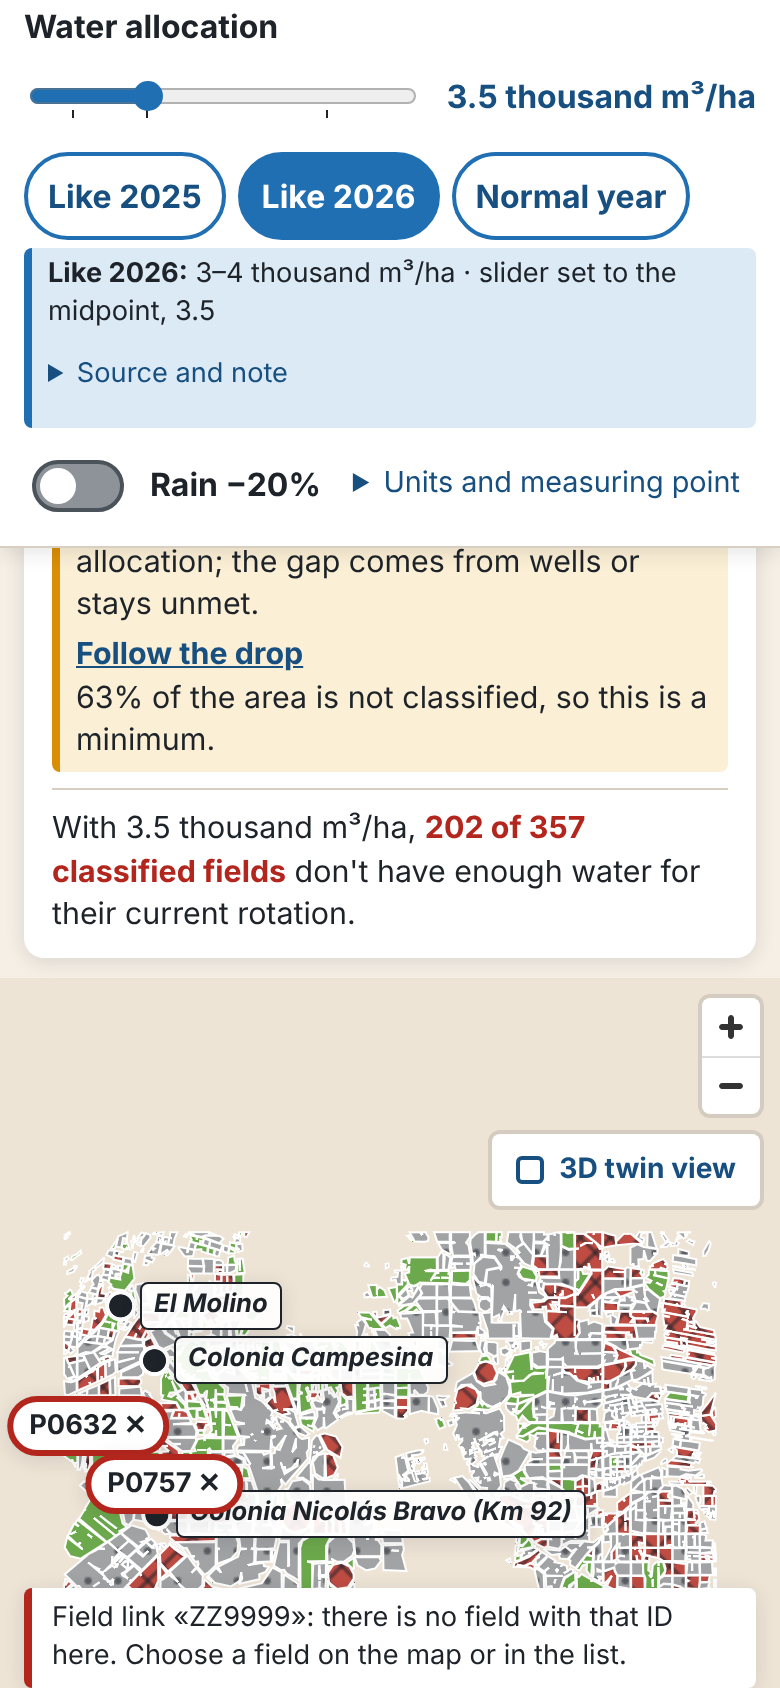 Water allocation
3.5 thousand m³/ha
Like 2025
Like 2026
Normal year
Like 2026: 3–4 thousand m³/ha · slider set to the
midpoint, 3.5
▶ Source and note
Rain −20%
▶ Units and measuring point
allocation; the gap comes from wells or
stays unmet.
Follow the drop
63% of the area is not classified, so this is a
minimum.
With 3.5 thousand m³/ha, 202 of 357
classified fields don't have enough water for
their current rotation.
+
−
3D twin view
El Molino
Colonia Campesina
P0632 ✕
P0757 ✕
Colonia Nicolás Bravo (Km 92)
Field link «ZZ9999»: there is no field with that ID
here. Choose a field on the map or in the list.